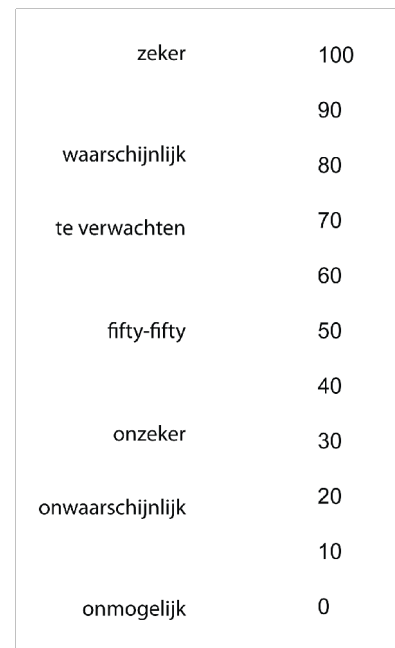 zeker 100
90
waarschijnlijk 80
te verwachten 70
60
fifty-fifty 50
40
onzeker 30
onwaarschijnlijk 20
10
onmogelijk 0